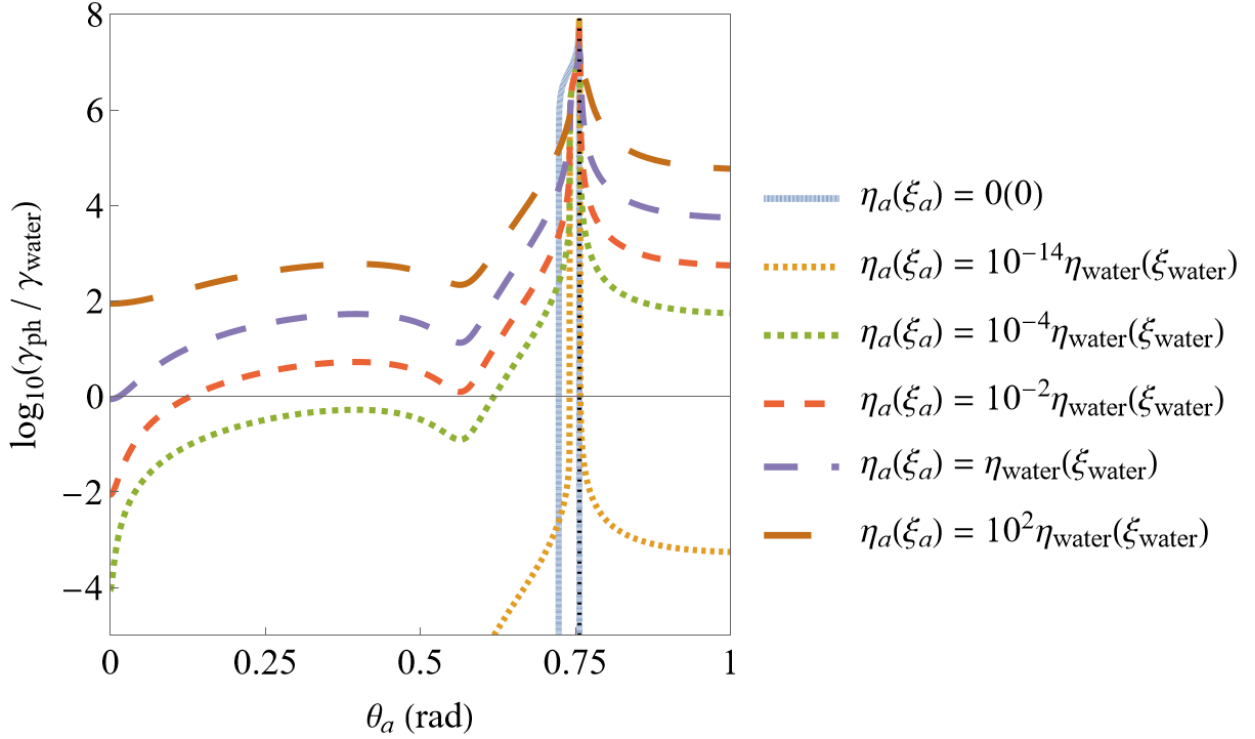 log₁₀(γph / γwater)
8
6
4
2
0
−2
−4
0
0.25
0.5
0.75
1
θₐ (rad)
ηₐ(ξₐ) = 0(0)
ηₐ(ξₐ) = 10⁻¹⁴ηwater(ξwater)
ηₐ(ξₐ) = 10⁻⁴ηwater(ξwater)
ηₐ(ξₐ) = 10⁻²ηwater(ξwater)
ηₐ(ξₐ) = ηwater(ξwater)
ηₐ(ξₐ) = 10²ηwater(ξwater)